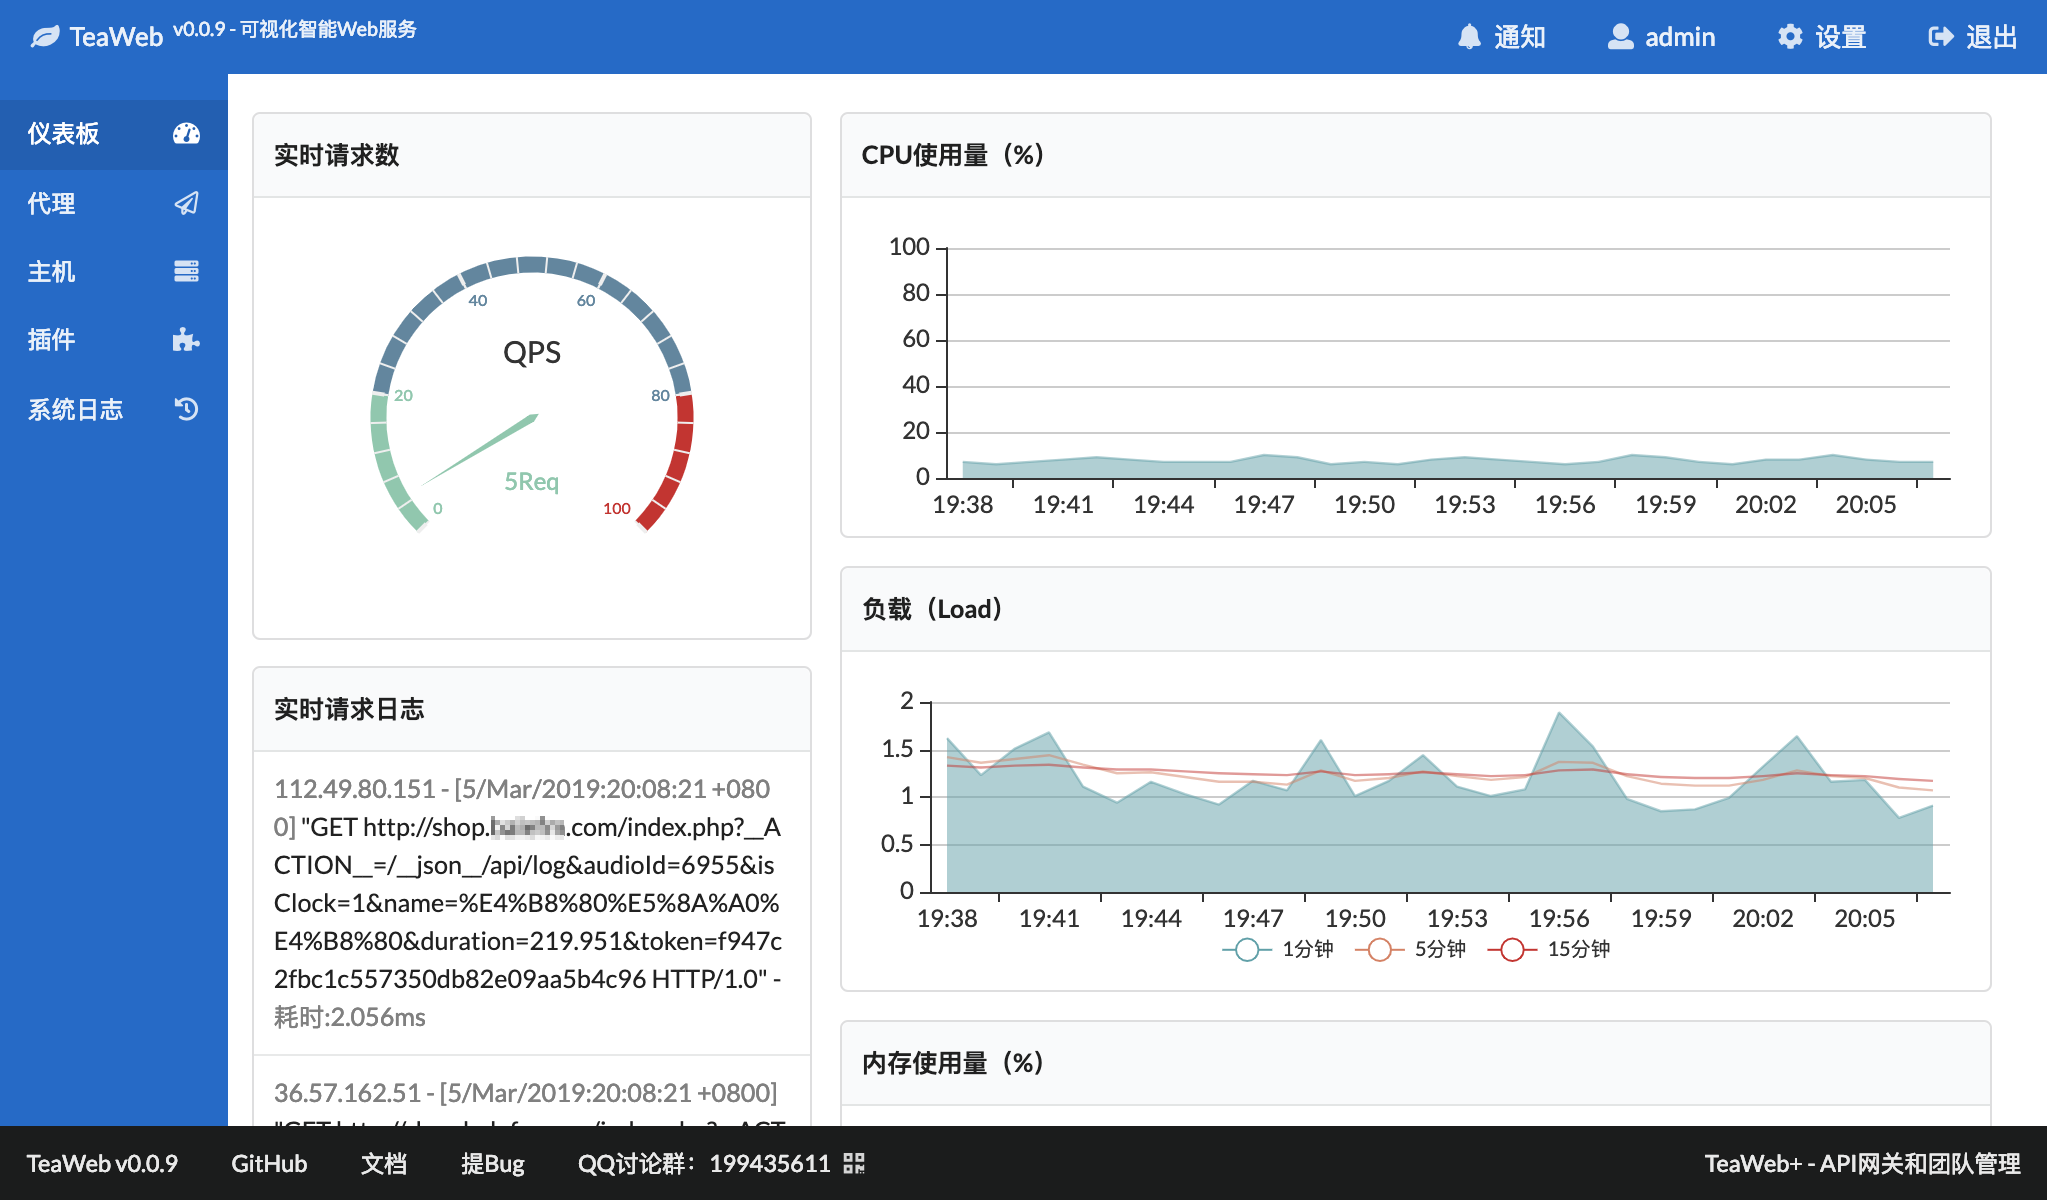 TeaWeb v0.0.9 - 可视化智能Web服务
通知
admin
设置
退出
仪表板
代理
主机
插件
系统日志
实时请求数
40
60
QPS
20
80
5Req
0
100
实时请求日志
112.49.80.151 - [5/Mar/2019:20:08:21 +080
0] "GET http://shop. .com/index.php?__A
CTION__=/__json__/api/log&audioId=6955&is
Clock=1&name=%E4%B8%80%E5%8A%A0%
E4%B8%80&duration=219.951&token=f947c
2fbc1c557350db82e09aa5b4c96 HTTP/1.0" -
耗时:2.056ms
36.57.162.51 - [5/Mar/2019:20:08:21 +0800]
CPU使用量（%）
100
80
60
40
20
0
19:38 19:41 19:44 19:47 19:50 19:53 19:56 19:59 20:02 20:05
负载（Load）
2
1.5
1
0.5
0
19:38 19:41 19:44 19:47 19:50 19:53 19:56 19:59 20:02 20:05
1分钟 5分钟 15分钟
内存使用量（%）
TeaWeb v0.0.9 GitHub 文档 提Bug QQ讨论群：199435611
TeaWeb+ - API网关和团队管理